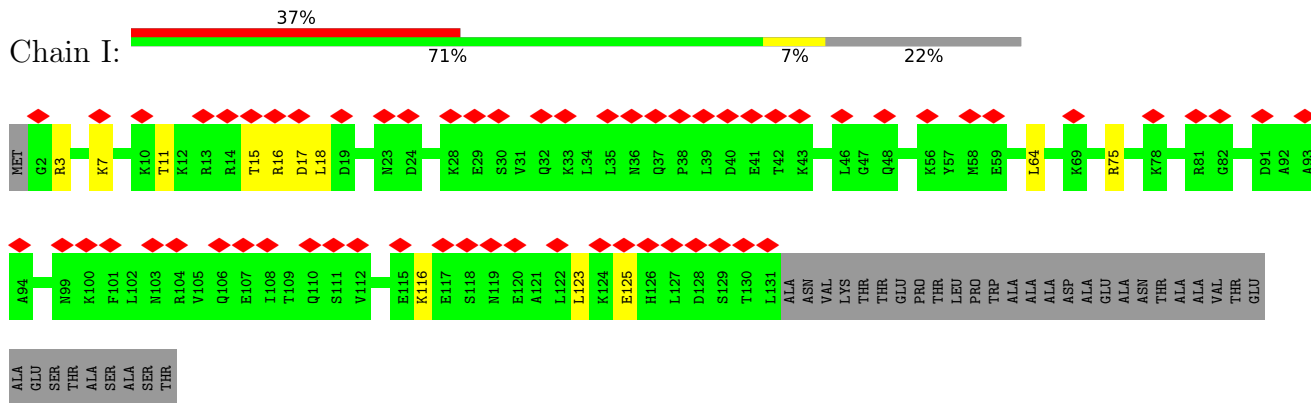 37%
Chain I:
71% 7% 22%
MET G2 R3 K7 K10 T11 K12 R13 R14 T15 R16 D17 L18 D19 N23 D24 K28 E29 S30 V31 Q32 K33 L34 L35 N36 Q37 P38 L39 D40 E41 T42 K43 L46 G47 Q48 K56 Y57 M58 E59 L64 K69 R75 K78 R81 G82 D91 A92 A93
A94 N99 K100 F101 L102 N103 R104 V105 Q106 E107 I108 T109 Q110 S111 V112 E115 K116 E117 S118 N119 E120 A121 L122 L123 K124 E125 H126 L127 D128 S129 T130 L131 ALA ASN VAL LYS THR THR GLU PRO THR LEU PRO TRP ALA ALA ALA ASP ALA GLU ALA ASN THR ALA ALA VAL THR GLU
ALA GLU SER THR ALA SER ALA SER THR